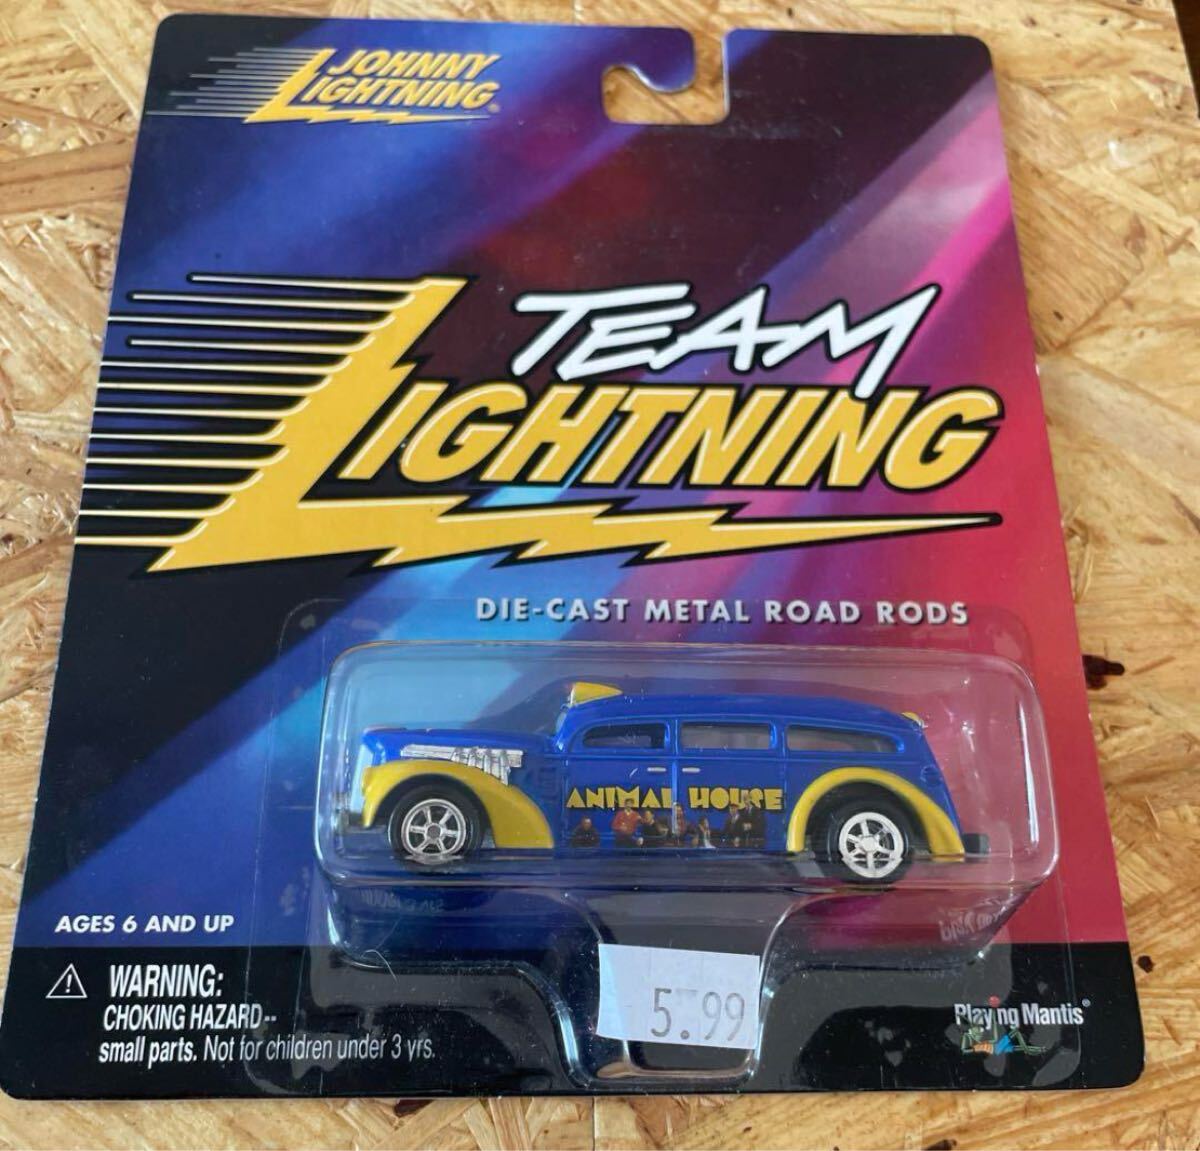 JOHNNY
LIGHTNING®
TEAM
LIGHTNING
DIE-CAST METAL ROAD RODS
ANIMAL HOUSE
AGES 6 AND UP
WARNING:
CHOKING HAZARD--
small parts. Not for children under 3 yrs.
5.99
Playing Mantis®